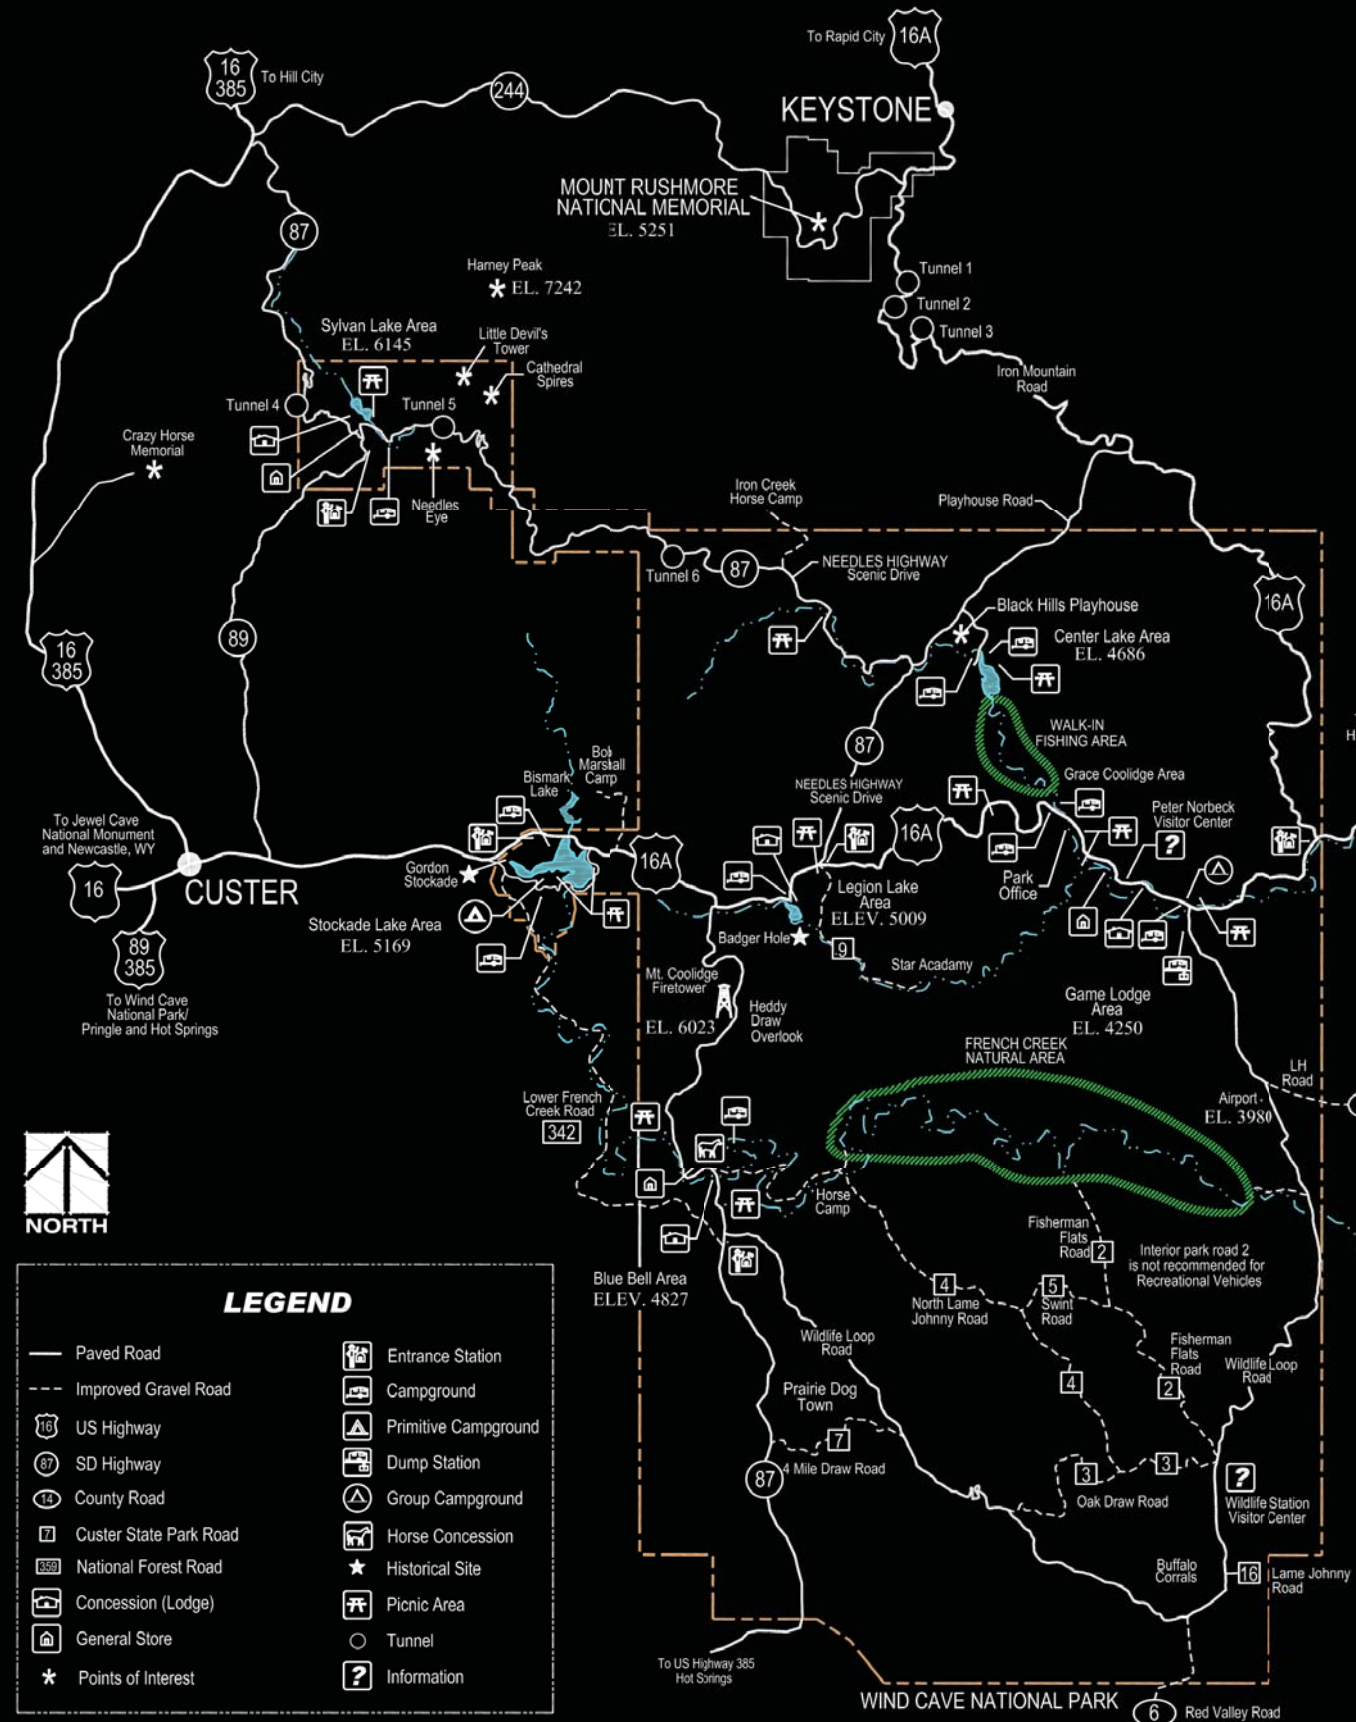 To Rapid City
16A
16
385
To Hill City
244
KEYSTONE
MOUNT RUSHMORE
NATIONAL MEMORIAL
EL. 5251
87
Harney Peak
EL. 7242
Tunnel 1
Tunnel 2
Tunnel 3
Sylvan Lake Area
EL. 6145
Little Devil's
Tower
Cathedral
Spires
Iron Mountain
Road
Tunnel 4
Tunnel 5
Crazy Horse
Memorial
Needles
Eye
Iron Creek
Horse Camp
Playhouse Road
Tunnel 6
87
NEEDLES HIGHWAY
Scenic Drive
16A
Black Hills Playhouse
Center Lake Area
EL. 4686
89
16
385
WALK-IN
FISHING AREA
H
87
Bob
Marshall
Camp
Bismark
Lake
NEEDLES HIGHWAY
Scenic Drive
Grace Coolidge Area
Peter Norbeck
Visitor Center
?
To Jewel Cave
National Monument
and Newcastle, WY
16
CUSTER
Gordon
Stockade
16A
16A
Legion Lake
Area
ELEV. 5009
Park
Office
Stockade Lake Area
EL. 5169
Badger Hole
9
Star Acadamy
89
385
To Wind Cave
National Park/
Pringle and Hot Springs
Mt. Coolidge
Firetower
EL. 6023
Heddy
Draw
Overlook
Game Lodge
Area
EL. 4250
FRENCH CREEK
NATURAL AREA
LH
Road
Airport
EL. 3980
Lower French
Creek Road
342
Horse
Camp
Fisherman
Flats
Road
2
Interior park road 2
is not recommended for
Recreational Vehicles
Blue Bell Area
ELEV. 4827
4
North Lame
Johnny Road
5
Swint
Road
Wildlife Loop
Road
Fisherman
Flats
Road
2
Wildlife Loop
Road
4
Prairie Dog
Town
7
4 Mile Draw Road
87
3
3
Oak Draw Road
?
Wildlife Station
Visitor Center
Buffalo
Corrals
16
Lame Johnny
Road
To US Highway 385
Hot Springs
WIND CAVE NATIONAL PARK
6
Red Valley Road
NORTH
LEGEND
Paved Road
Improved Gravel Road
16
US Highway
87
SD Highway
14
County Road
7
Custer State Park Road
359
National Forest Road
Concession (Lodge)
General Store
Points of Interest
Entrance Station
Campground
Primitive Campground
Dump Station
Group Campground
Horse Concession
Historical Site
Picnic Area
Tunnel
?
Information